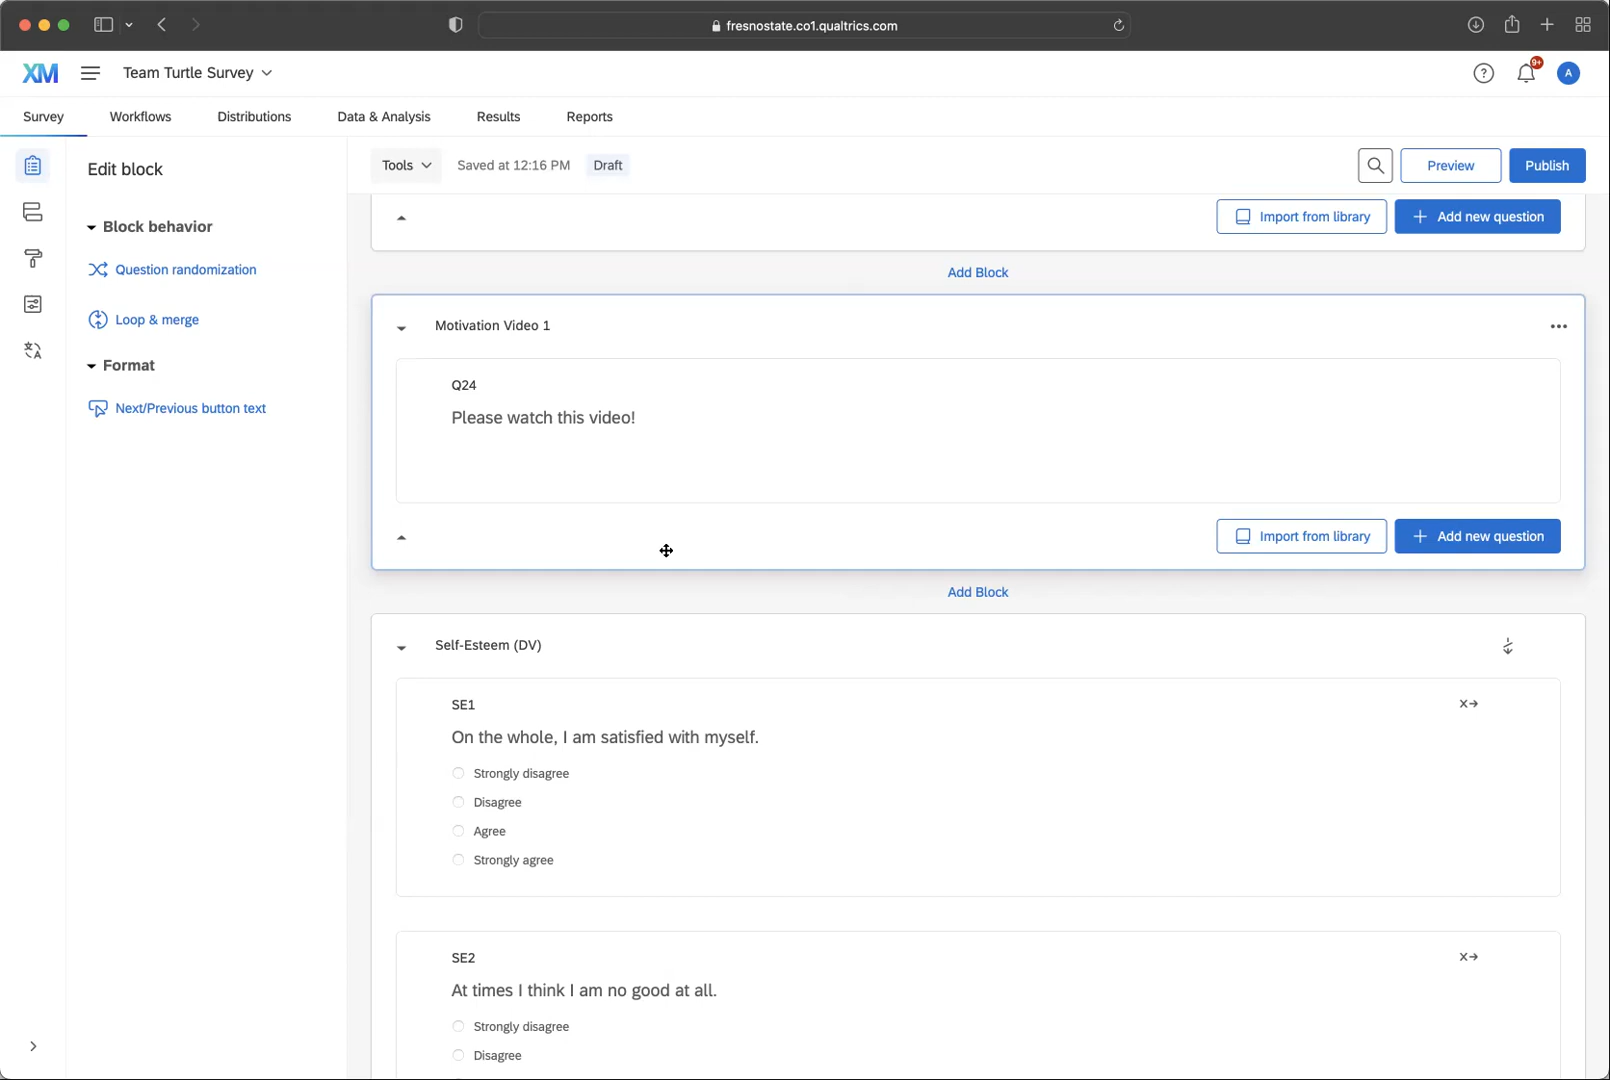 fresnostate.co1.qualtrics.com
XM
Team Turtle Survey
9+
A
Survey
Workflows
Distributions
Data & Analysis
Results
Reports
Edit block
Tools
Saved at 12:16 PM
Draft
Preview
Publish
Block behavior
Question randomization
Loop & merge
Format
Next/Previous button text
Import from library
Add new question
Add Block
Motivation Video 1
Q24
Please watch this video!
Import from library
Add new question
Add Block
Self-Esteem (DV)
SE1
On the whole, I am satisfied with myself.
Strongly disagree
Disagree
Agree
Strongly agree
SE2
At times I think I am no good at all.
Strongly disagree
Disagree